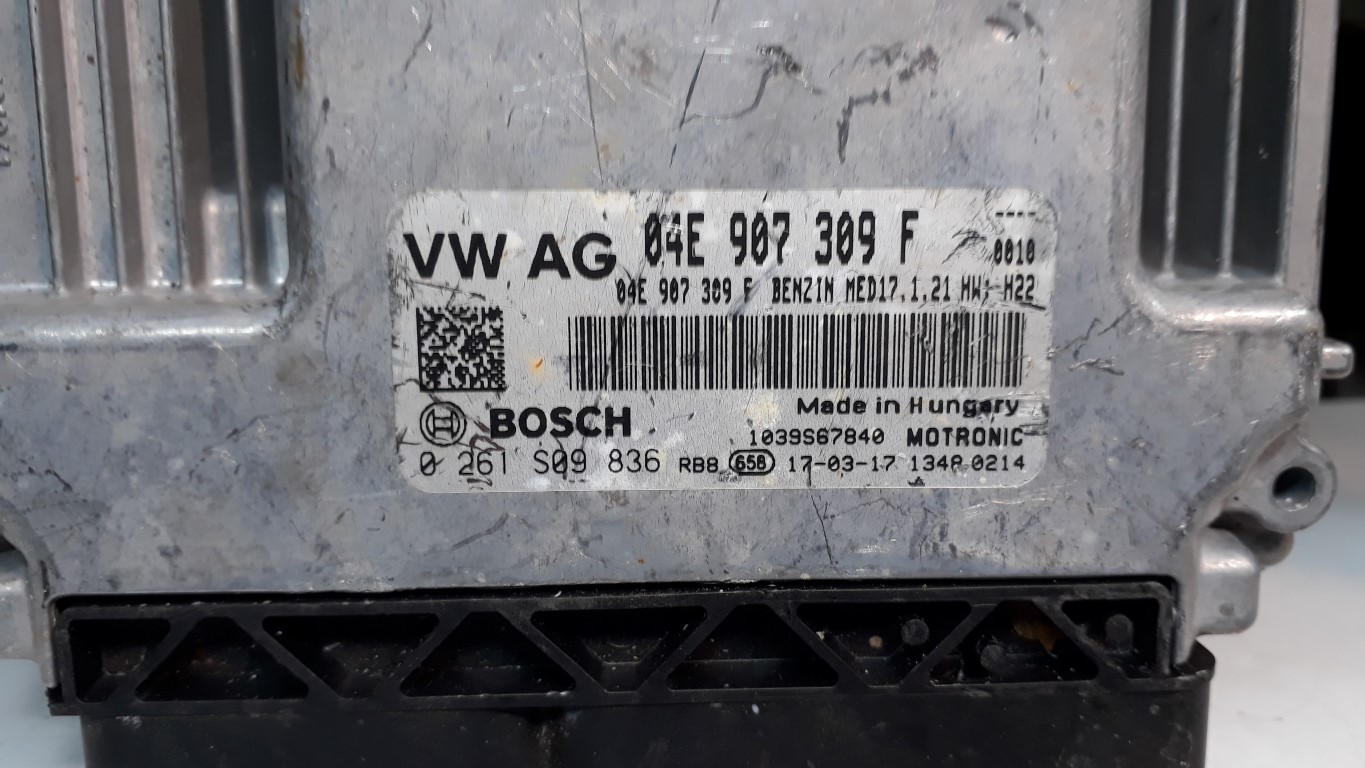 VW AG 04E 907 309 F ----
0010
04E 907 309 F BENZIN MED17.1.21 HW: H22
Made in Hungary
BOSCH
1039S67840 MOTRONIC
0 261 S09 836 RB8 658 17-03-17 134P 0214